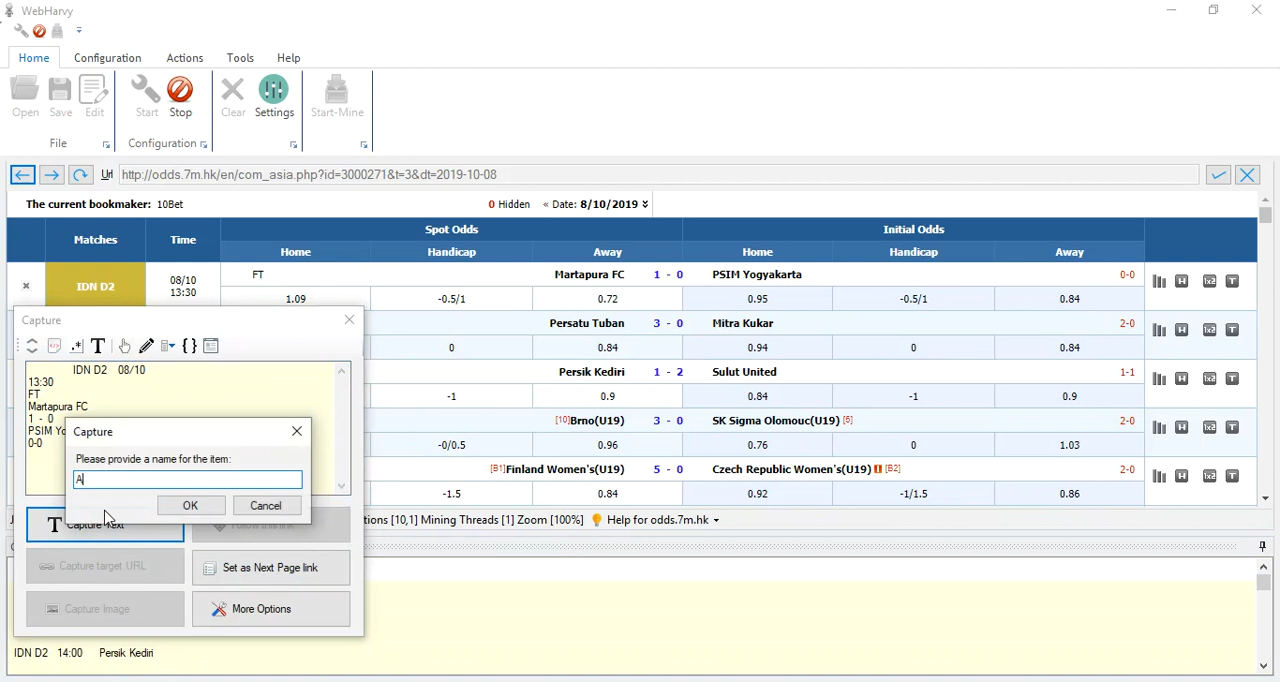 WebHarvy
Home Configuration Actions Tools Help
Open Save Edit Start Stop Clear Settings Start-Mine
File Configuration
Url http://odds.7m.hk/en/com_asia.php?id=3000271&t=3&dt=2019-10-08
The current bookmaker: 10Bet 0 Hidden « Date: 8/10/2019
Matches Time Spot Odds Initial Odds
Home Handicap Away Home Handicap Away
IDN D2 08/10 13:30 FT Martapura FC 1 - 0 PSIM Yogyakarta 0-0
1.09 -0.5/1 0.72 0.95 -0.5/1 0.84
Persatu Tuban 3 - 0 Mitra Kukar 2-0
0 0.84 0.94 0 0.84
Persik Kediri 1 - 2 Sulut United 1-1
-1 0.9 0.84 -1 0.9
[10]Brno(U19) 3 - 0 SK Sigma Olomouc(U19) [5] 2-0
-0/0.5 0.96 0.76 0 1.03
[B1]Finland Women's(U19) 5 - 0 Czech Republic Women's(U19) [B2] 2-0
-1.5 0.84 0.92 -1/1.5 0.86
Capture
IDN D2 08/10
13:30
FT
Martapura FC
1 - 0
PSIM Yo
0-0
Capture
Please provide a name for the item:
A
OK Cancel
Capture Text Follow this link
Capture target URL Set as Next Page link
Capture Image More Options
tions [10,1] Mining Threads [1] Zoom [100%] Help for odds.7m.hk
IDN D2 14:00 Persik Kediri